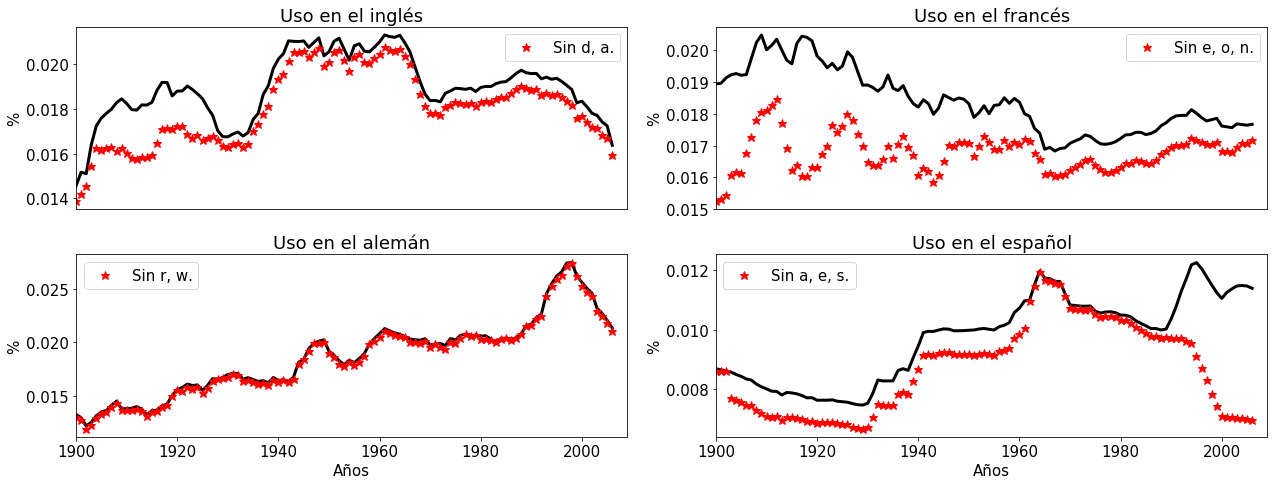 Uso en el inglés
Sin d, a.
%
0.020
0.018
0.016
0.014
Uso en el francés
Sin e, o, n.
%
0.020
0.019
0.018
0.017
0.016
0.015
Uso en el alemán
Sin r, w.
%
0.025
0.020
0.015
1900 1920 1940 1960 1980 2000
Años
Uso en el español
Sin a, e, s.
%
0.012
0.010
0.008
1900 1920 1940 1960 1980 2000
Años